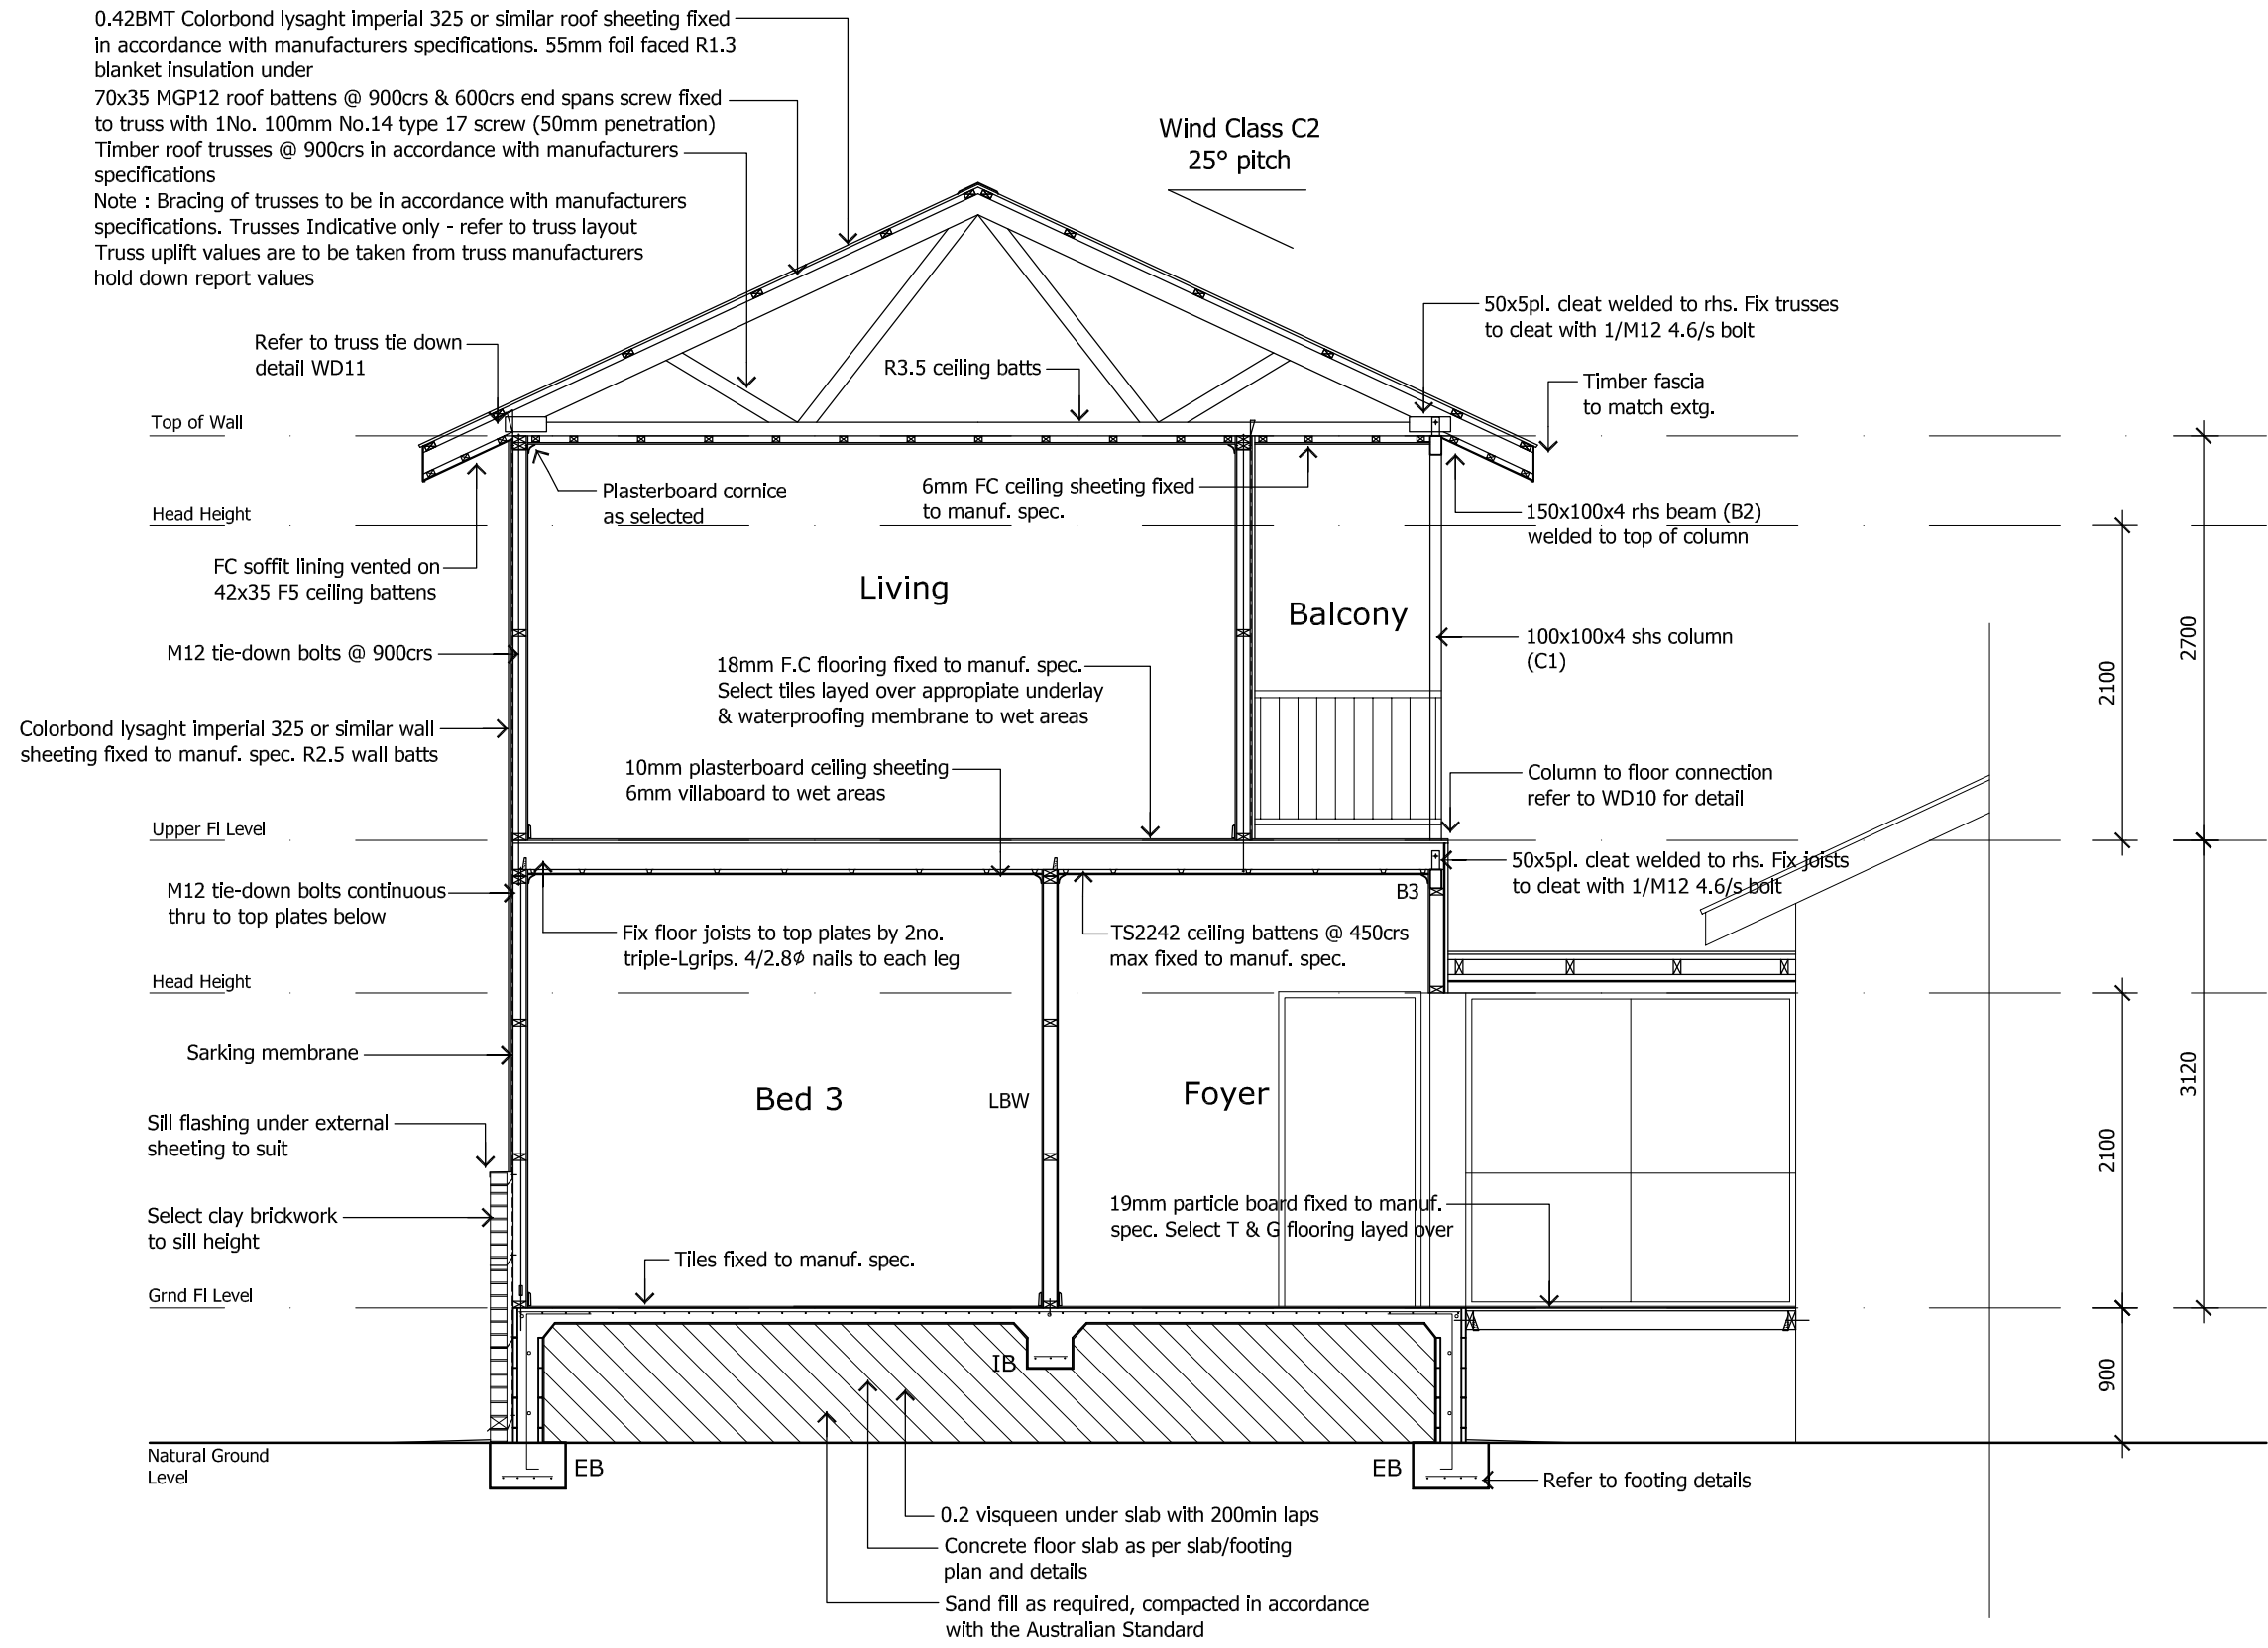 0.42BMT Colorbond lysaght imperial 325 or similar roof sheeting fixed
in accordance with manufacturers specifications. 55mm foil faced R1.3
blanket insulation under
70x35 MGP12 roof battens @ 900crs & 600crs end spans screw fixed
to truss with 1No. 100mm No.14 type 17 screw (50mm penetration)
Timber roof trusses @ 900crs in accordance with manufacturers
specifications
Note : Bracing of trusses to be in accordance with manufacturers
specifications. Trusses Indicative only - refer to truss layout
Truss uplift values are to be taken from truss manufacturers
hold down report values
Wind Class C2
25° pitch
50x5pl. cleat welded to rhs. Fix trusses
to cleat with 1/M12 4.6/s bolt
Refer to truss tie down
detail WD11
R3.5 ceiling batts
Timber fascia
to match extg.
Top of Wall
Plasterboard cornice
as selected
6mm FC ceiling sheeting fixed
to manuf. spec.
150x100x4 rhs beam (B2)
welded to top of column
Head Height
FC soffit lining vented on
42x35 F5 ceiling battens
Living
Balcony
M12 tie-down bolts @ 900crs
100x100x4 shs column
(C1)
2700
2100
18mm F.C flooring fixed to manuf. spec.
Select tiles layed over appropiate underlay
& waterproofing membrane to wet areas
Colorbond lysaght imperial 325 or similar wall
sheeting fixed to manuf. spec. R2.5 wall batts
10mm plasterboard ceiling sheeting
6mm villaboard to wet areas
Column to floor connection
refer to WD10 for detail
Upper Fl Level
50x5pl. cleat welded to rhs. Fix joists
to cleat with 1/M12 4.6/s bolt
M12 tie-down bolts continuous
thru to top plates below
B3
Fix floor joists to top plates by 2no.
triple-Lgrips. 4/2.8ø nails to each leg
TS2242 ceiling battens @ 450crs
max fixed to manuf. spec.
Head Height
Sarking membrane
Bed 3
LBW
Foyer
3120
2100
Sill flashing under external
sheeting to suit
Select clay brickwork
to sill height
19mm particle board fixed to manuf.
spec. Select T & G flooring layed over
Tiles fixed to manuf. spec.
Grnd Fl Level
IB
900
Natural Ground
Level
EB
EB
Refer to footing details
0.2 visqueen under slab with 200min laps
Concrete floor slab as per slab/footing
plan and details
Sand fill as required, compacted in accordance
with the Australian Standard